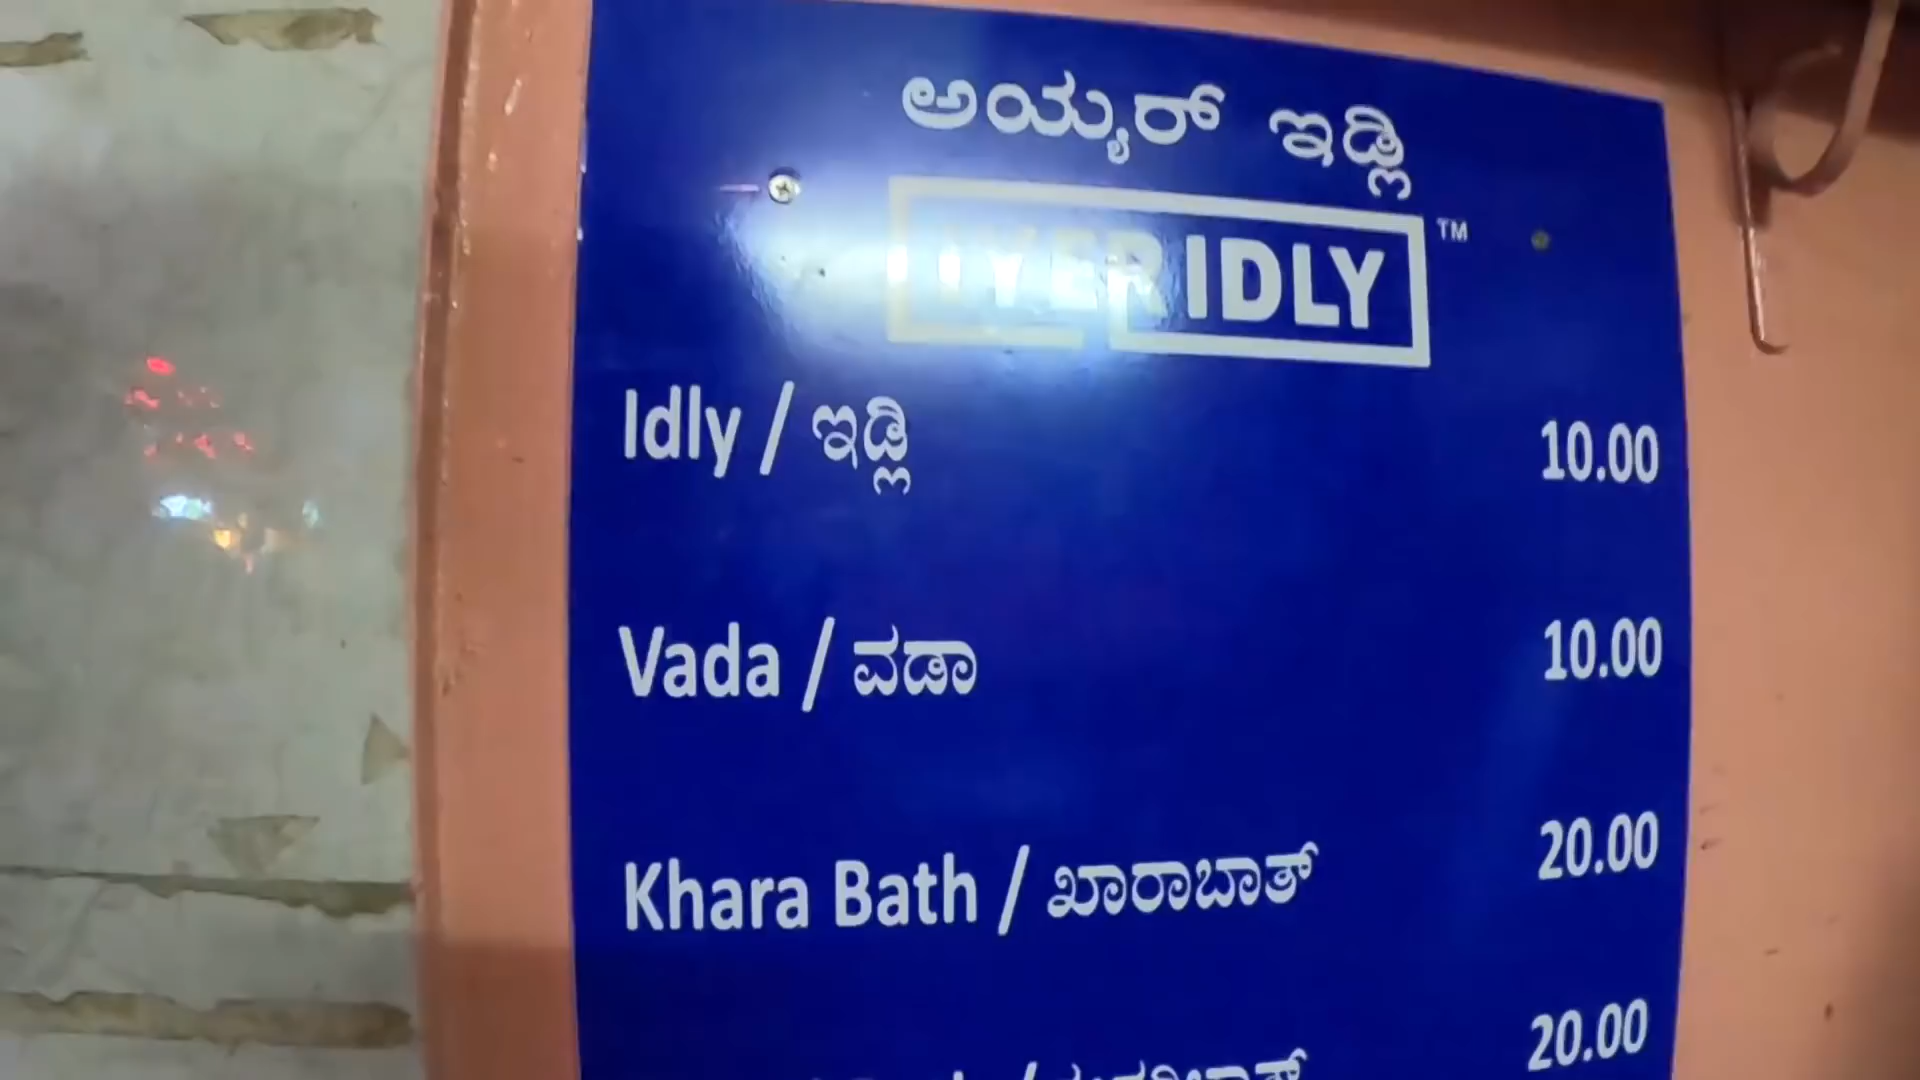 ಅಯ್ಯರ್ ಇಡ್ಲಿ
IYER IDLY ™
Idly / ಇಡ್ಲಿ 10.00
Vada / ವಡಾ 10.00
Khara Bath / ಖಾರಾಬಾತ್ 20.00
20.00